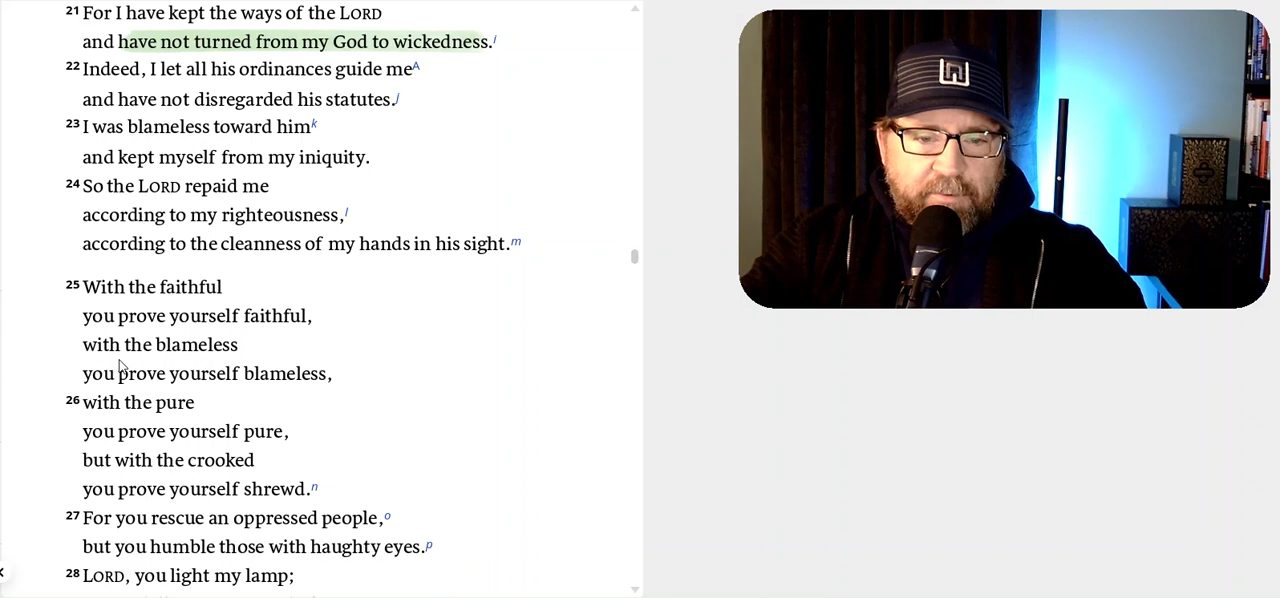 21 For I have kept the ways of the LORD
and have not turned from my God to wickedness.i
22 Indeed, I let all his ordinances guide meA
and have not disregarded his statutes.j
23 I was blameless toward himk
and kept myself from my iniquity.
24 So the LORD repaid me
according to my righteousness,l
according to the cleanness of my hands in his sight.m
25 With the faithful
you prove yourself faithful,
with the blameless
you prove yourself blameless,
26 with the pure
you prove yourself pure,
but with the crooked
you prove yourself shrewd.n
27 For you rescue an oppressed people,o
but you humble those with haughty eyes.p
28 LORD, you light my lamp;